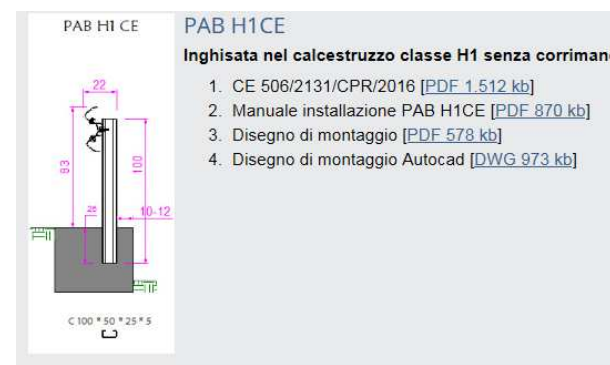 PAB H1 CE
PAB H1CE
Inghisata nel calcestruzzo classe H1 senza corriman
1. CE 506/2131/CPR/2016 [PDF 1.512 kb]
2. Manuale installazione PAB H1CE [PDF 870 kb]
3. Disegno di montaggio [PDF 578 kb]
4. Disegno di montaggio Autocad [DWG 973 kb]
22
83
100
10-12
C 100 * 50 * 25 * 5